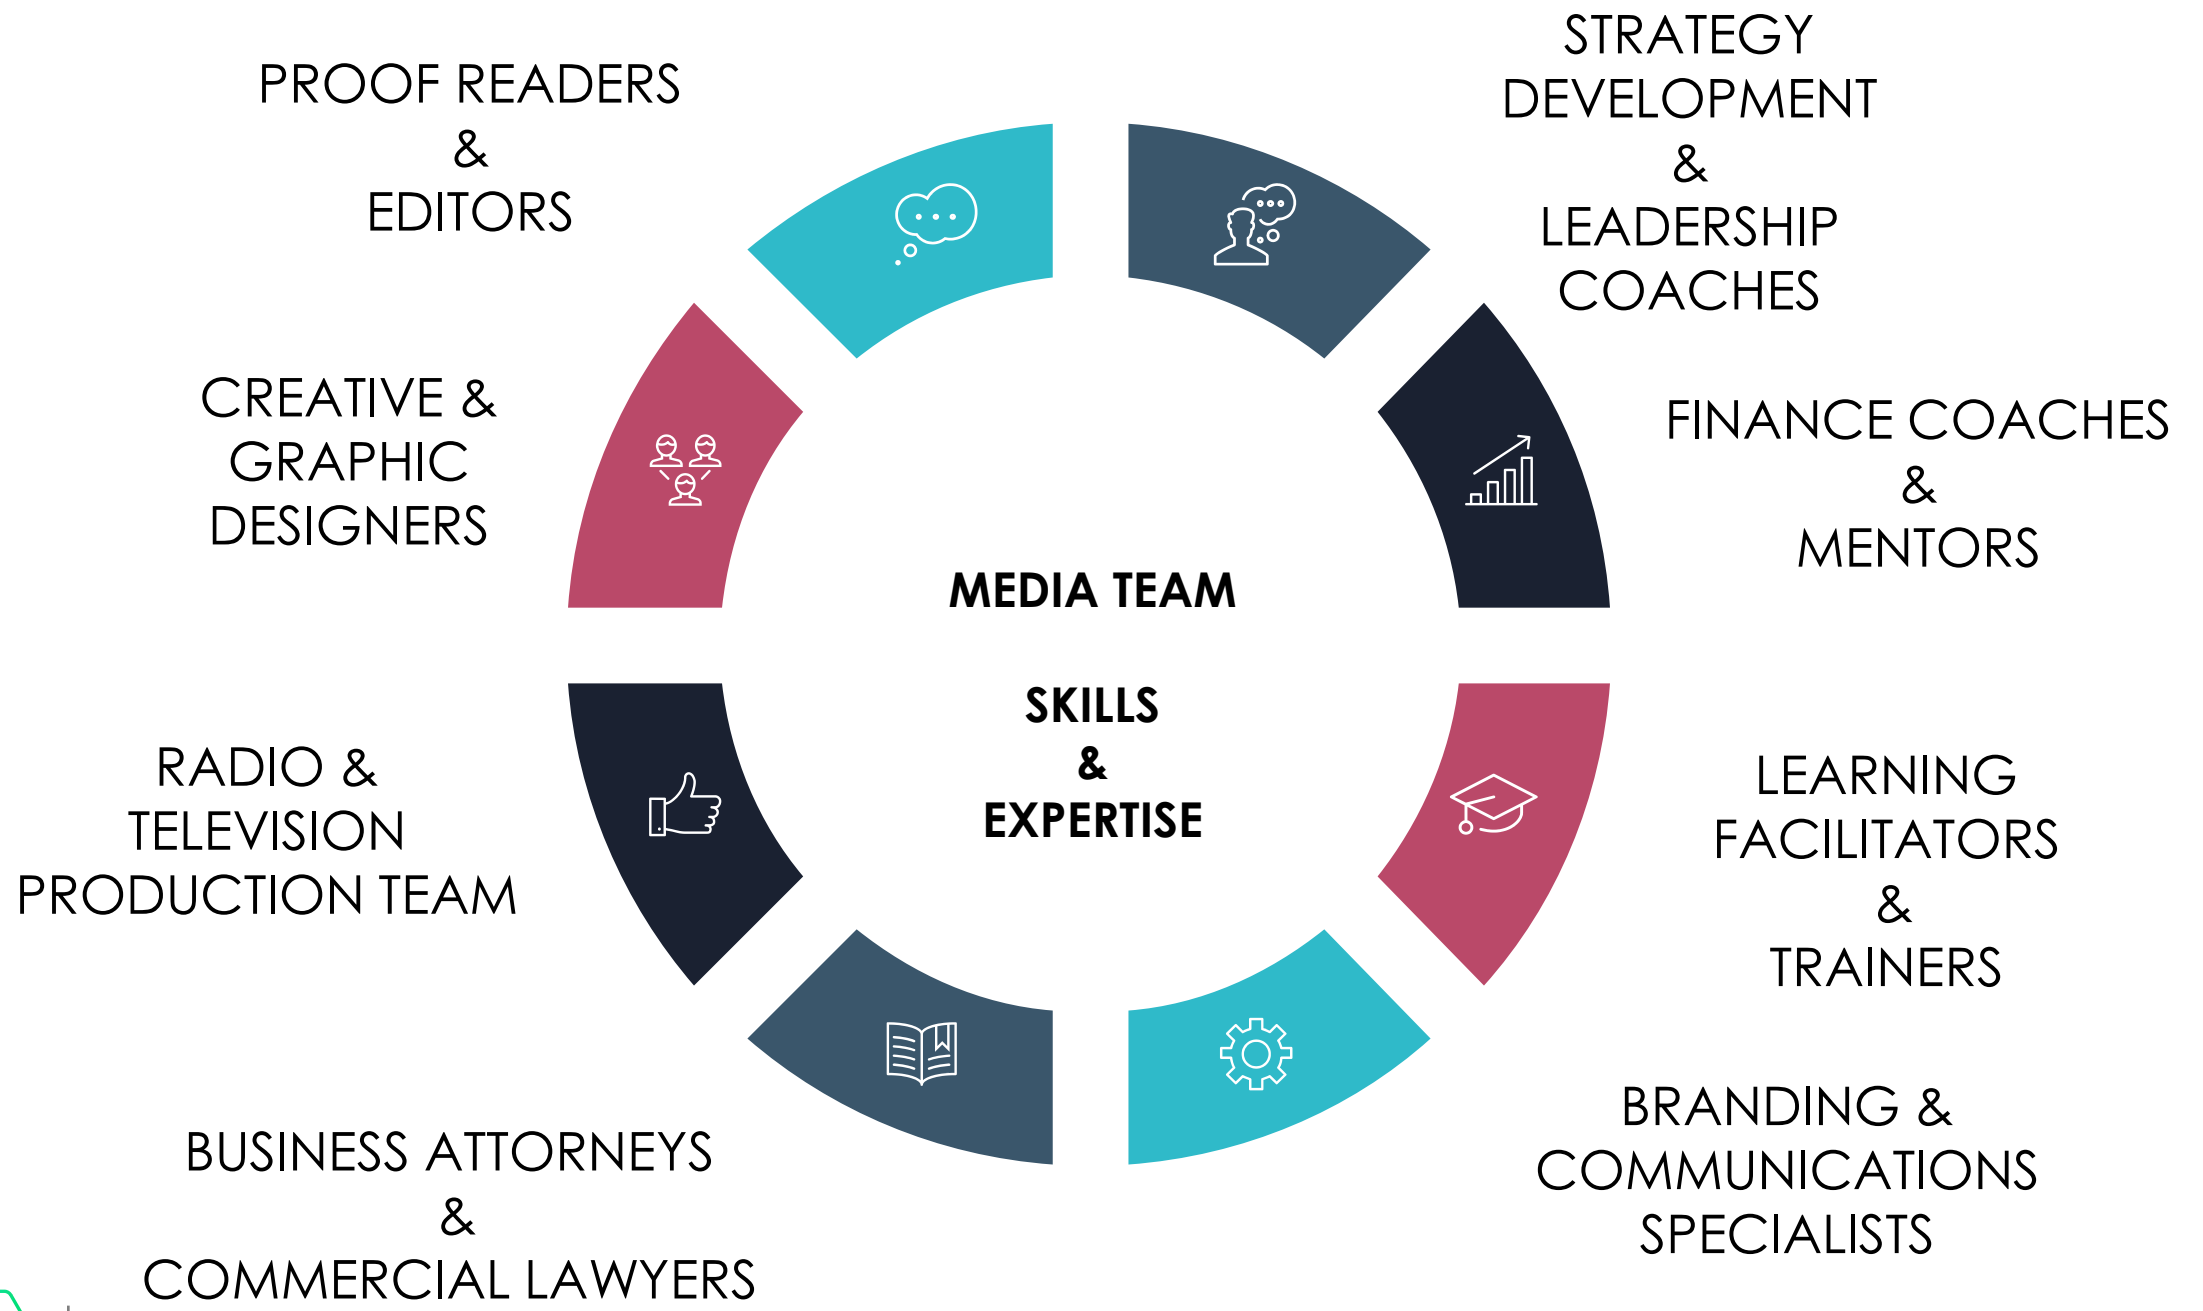 PROOF READERS
&
EDITORS
STRATEGY
DEVELOPMENT
&
LEADERSHIP
COACHES
CREATIVE &
GRAPHIC
DESIGNERS
FINANCE COACHES
&
MENTORS
MEDIA TEAM
SKILLS
&
EXPERTISE
RADIO &
TELEVISION
PRODUCTION TEAM
LEARNING
FACILITATORS
&
TRAINERS
BUSINESS ATTORNEYS
&
COMMERCIAL LAWYERS
BRANDING &
COMMUNICATIONS
SPECIALISTS